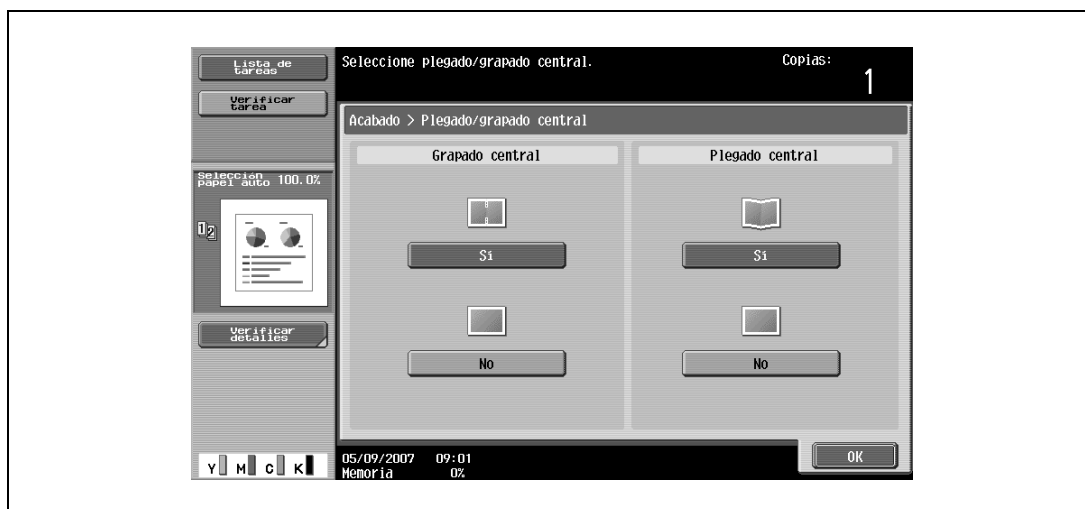 Lista de
tareas
Verificar
tarea
Selección
papel auto 100.0%
1 2
Verificar
detalles
Y M C K
Seleccione plegado/grapado central.
Copias:
1
Acabado > Plegado/grapado central
Grapado central
Sí
No
Plegado central
Sí
No
05/09/2007 09:01
Memoria 0%
OK